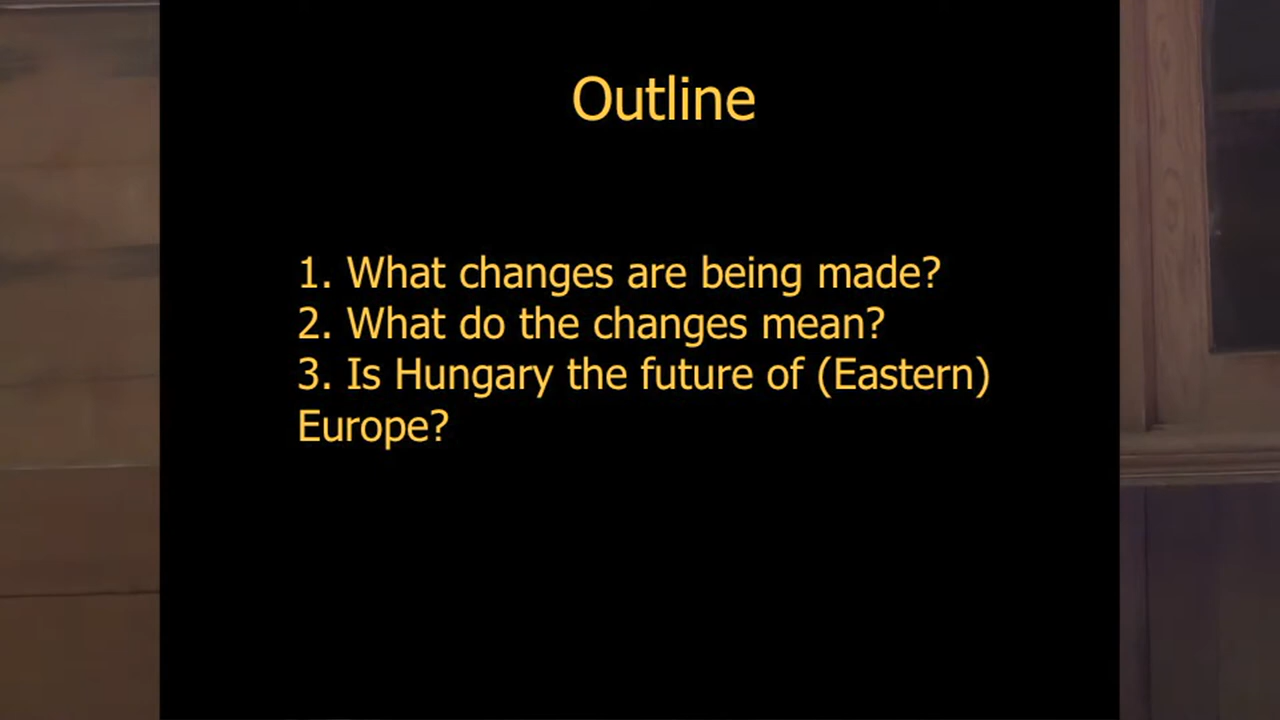 Outline
1. What changes are being made?
2. What do the changes mean?
3. Is Hungary the future of (Eastern)
Europe?